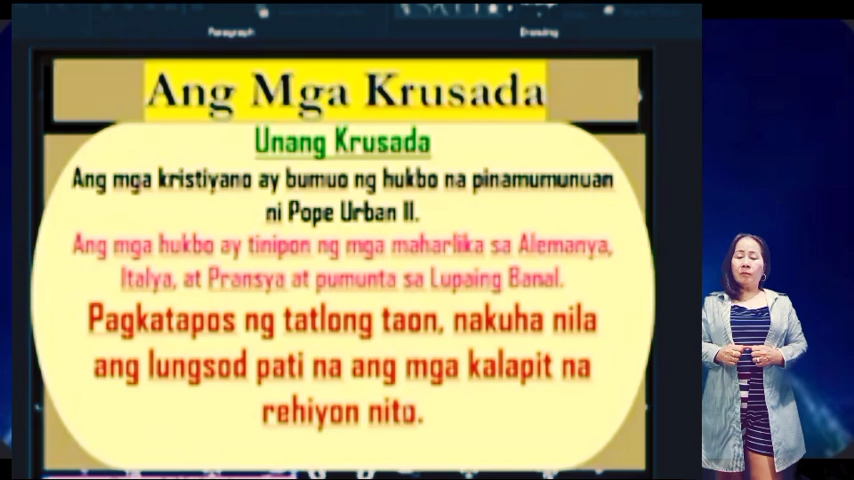 Paragraph
Drawing
Ang Mga Krusada
Unang Krusada
Ang mga kristiyano ay bumuo ng hukbo na pinamumunuan
ni Pope Urban II.
Ang mga hukbo ay tinipon ng mga maharlika sa Alemanya,
Italya, at Pransya at pumunta sa Lupaing Banal.
Pagkatapos ng tatlong taon, nakuha nila
ang lungsod pati na ang mga kalapit na
rehiyon nito.